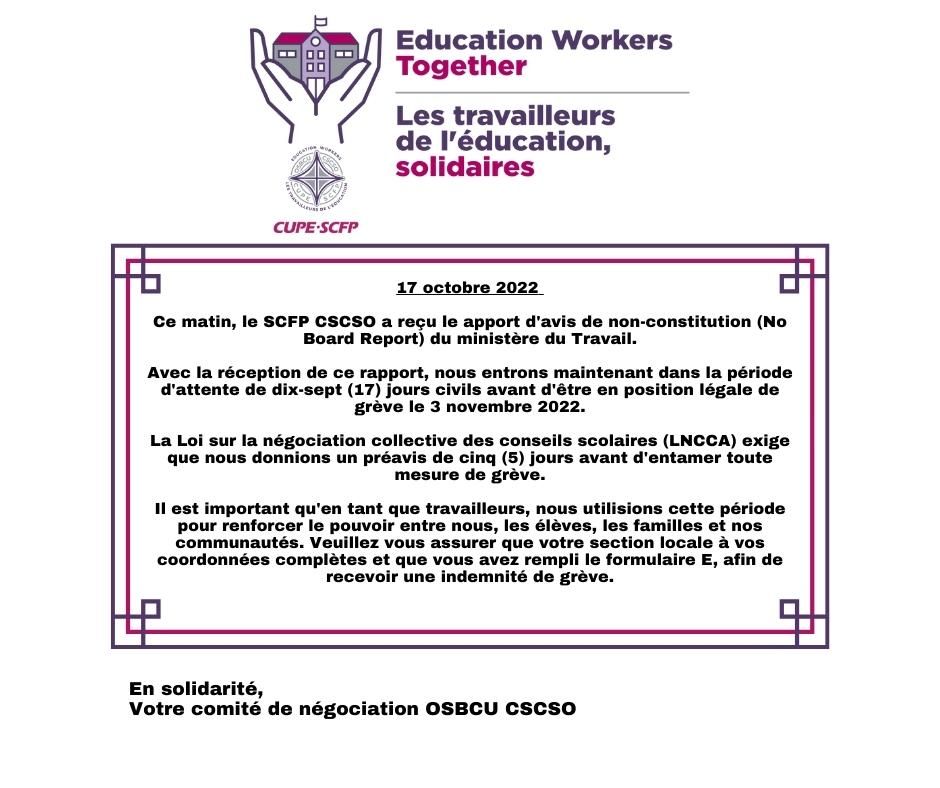 Education Workers
Together
Les travailleurs
de l'éducation,
solidaires
EDUCATION WORKERS
OSBCU CSCSO
CUPE SCFP
LES TRAVAILLEURS DE L'ÉDUCATION
CUPE·SCFP
17 octobre 2022
Ce matin, le SCFP CSCSO a reçu le apport d'avis de non-constitution (No
Board Report) du ministère du Travail.
Avec la réception de ce rapport, nous entrons maintenant dans la période
d'attente de dix-sept (17) jours civils avant d'être en position légale de
grève le 3 novembre 2022.
La Loi sur la négociation collective des conseils scolaires (LNCCA) exige
que nous donnions un préavis de cinq (5) jours avant d'entamer toute
mesure de grève.
Il est important qu'en tant que travailleurs, nous utilisions cette période
pour renforcer le pouvoir entre nous, les élèves, les familles et nos
communautés. Veuillez vous assurer que votre section locale à vos
coordonnées complètes et que vous avez rempli le formulaire E, afin de
recevoir une indemnité de grève.
En solidarité,
Votre comité de négociation OSBCU CSCSO